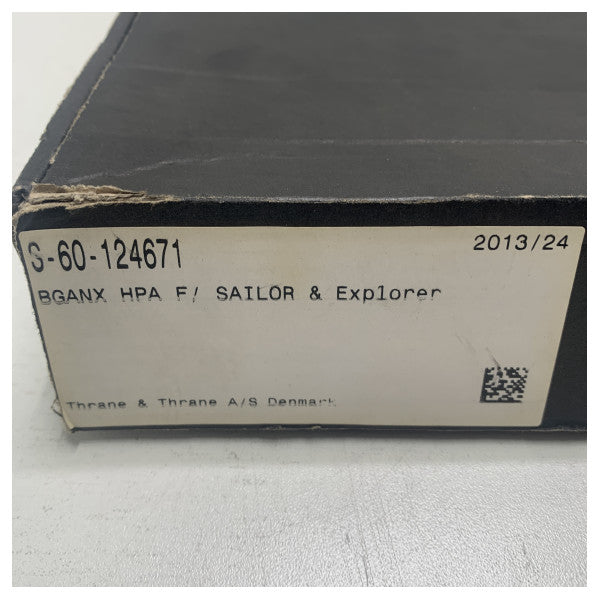 S-60-124671
2013/24
BGANX HPA F/ SAILOR & Explorer
Thrane & Thrane A/S Denmark